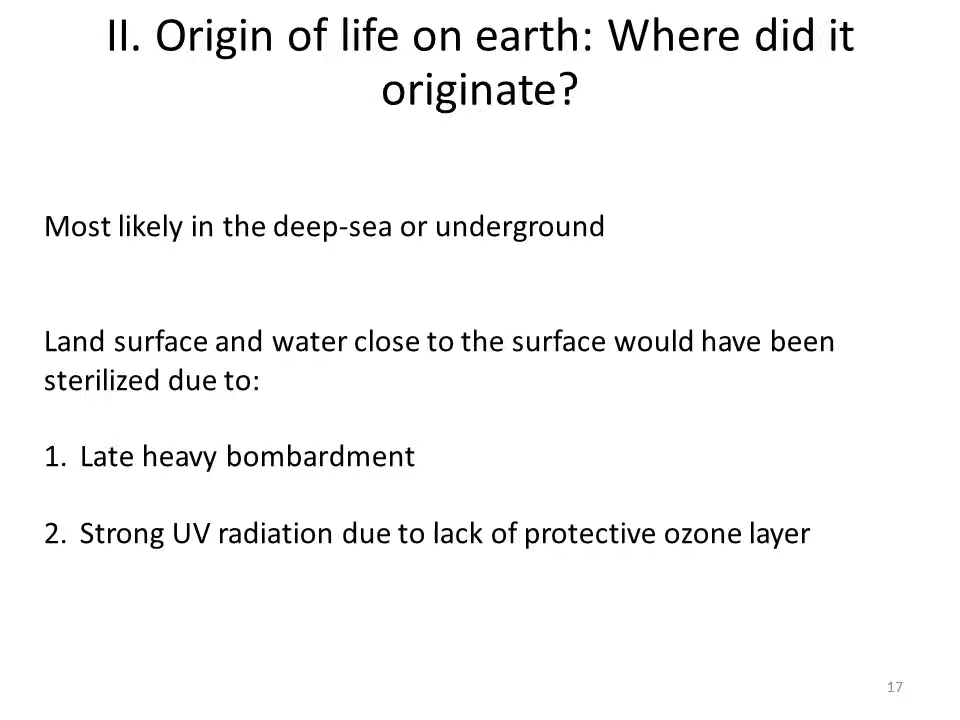 II. Origin of life on earth: Where did it
originate?
Most likely in the deep-sea or underground
Land surface and water close to the surface would have been
sterilized due to:
1. Late heavy bombardment
2. Strong UV radiation due to lack of protective ozone layer
17